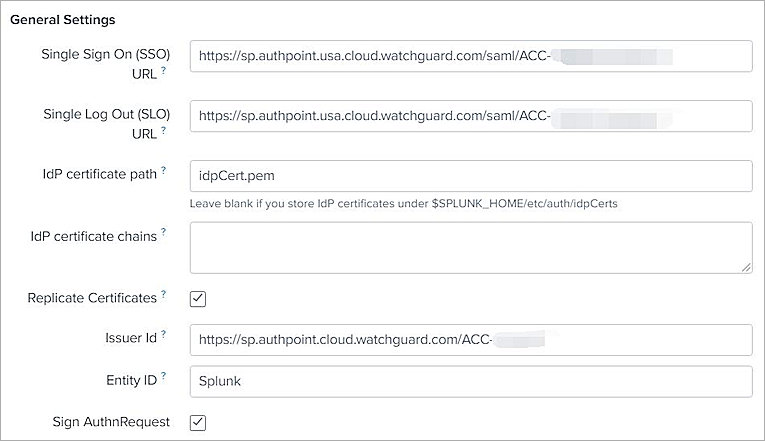 General Settings
Single Sign On (SSO) https://sp.authpoint.usa.cloud.watchguard.com/saml/ACC-
URL ?
Single Log Out (SLO) https://sp.authpoint.usa.cloud.watchguard.com/saml/ACC-
URL ?
IdP certificate path ? idpCert.pem
Leave blank if you store IdP certificates under $SPLUNK_HOME/etc/auth/idpCerts
IdP certificate chains ?
Replicate Certificates ?
Issuer Id ? https://sp.authpoint.cloud.watchguard.com/ACC-
Entity ID ? Splunk
Sign AuthnRequest